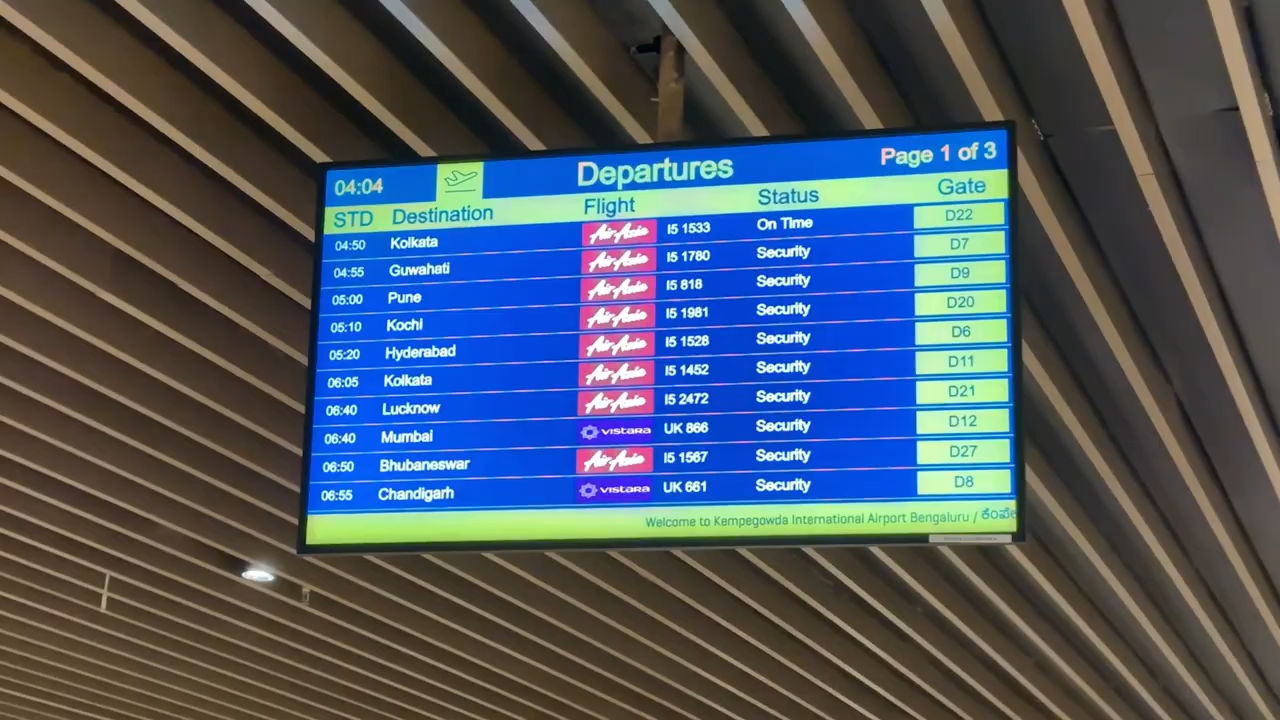 04:04 Departures Page 1 of 3
STD Destination Flight Status Gate
04:50 Kolkata AirAsia I5 1533 On Time D22
04:55 Guwahati AirAsia I5 1780 Security D7
05:00 Pune AirAsia I5 818 Security D9
05:10 Kochi AirAsia I5 1981 Security D20
05:20 Hyderabad AirAsia I5 1528 Security D6
06:05 Kolkata AirAsia I5 1452 Security D11
06:40 Lucknow AirAsia I5 2472 Security D21
06:40 Mumbai vistara UK 866 Security D12
06:50 Bhubaneswar AirAsia I5 1567 Security D27
06:55 Chandigarh vistara UK 661 Security D8
Welcome to Kempegowda International Airport Bengaluru / ಕೆಂಪೇ